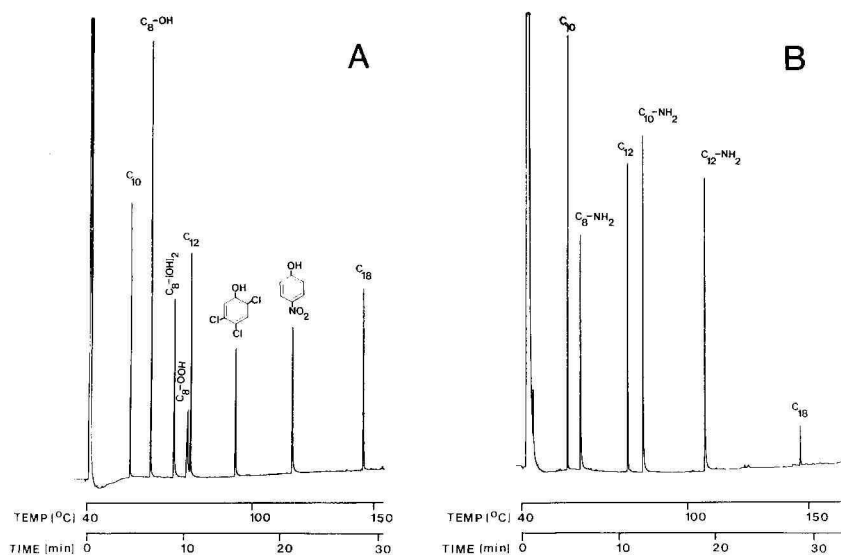 A
C8-OH
C10
C8-(OH)2
C8-OOH
C12
OH
Cl
Cl
Cl
OH
NO2
C18
TEMP (°C) 40 100 150
TIME (min) 0 10 20 30
B
C10
C8-NH2
C12
C10-NH2
C12-NH2
C18
TEMP (°C) 40 100 150
TIME (min) 0 10 20 30